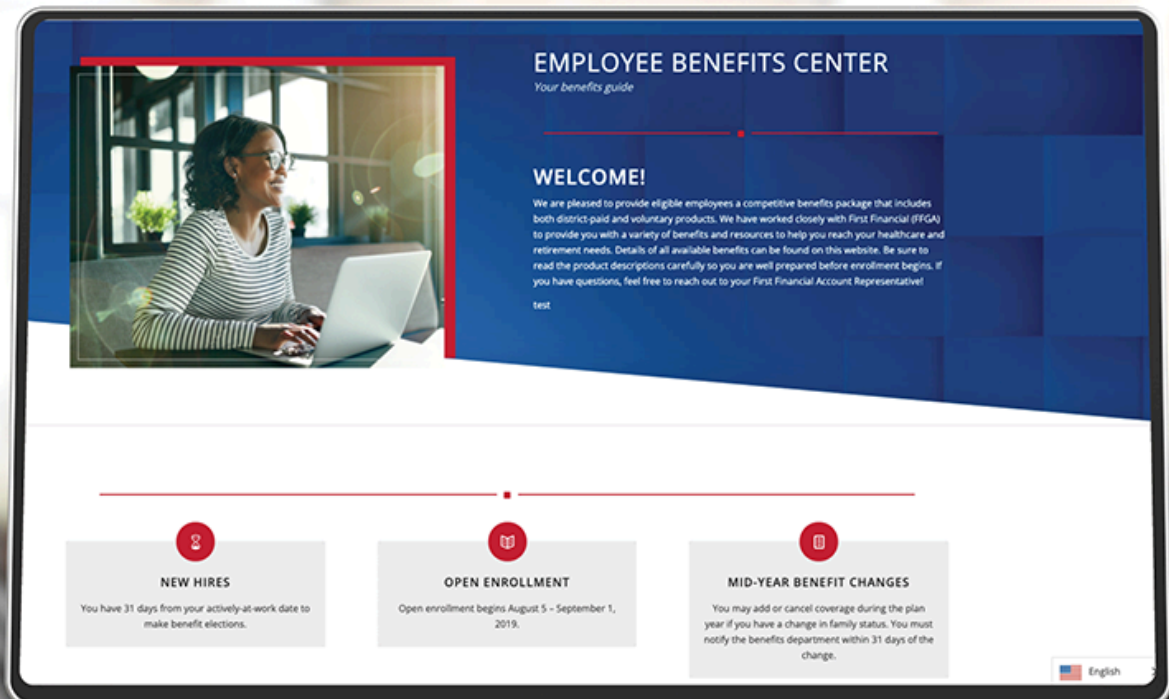 EMPLOYEE BENEFITS CENTER
Your benefits guide
WELCOME!
We are pleased to provide eligible employees a competitive benefits package that includes
both district-paid and voluntary products. We have worked closely with First Financial (FFGA)
to provide you with a variety of benefits and resources to help you reach your healthcare and
retirement needs. Details of all available benefits can be found on this website. Be sure to
read the product descriptions carefully so you are well prepared before enrollment begins. If
you have questions, feel free to reach out to your First Financial Account Representative!
test
NEW HIRES
You have 31 days from your actively-at-work date to
make benefit elections.
OPEN ENROLLMENT
Open enrollment begins August 5 – September 1,
2019.
MID-YEAR BENEFIT CHANGES
You may add or cancel coverage during the plan
year if you have a change in family status. You must
notify the benefits department within 31 days of the
change.
English